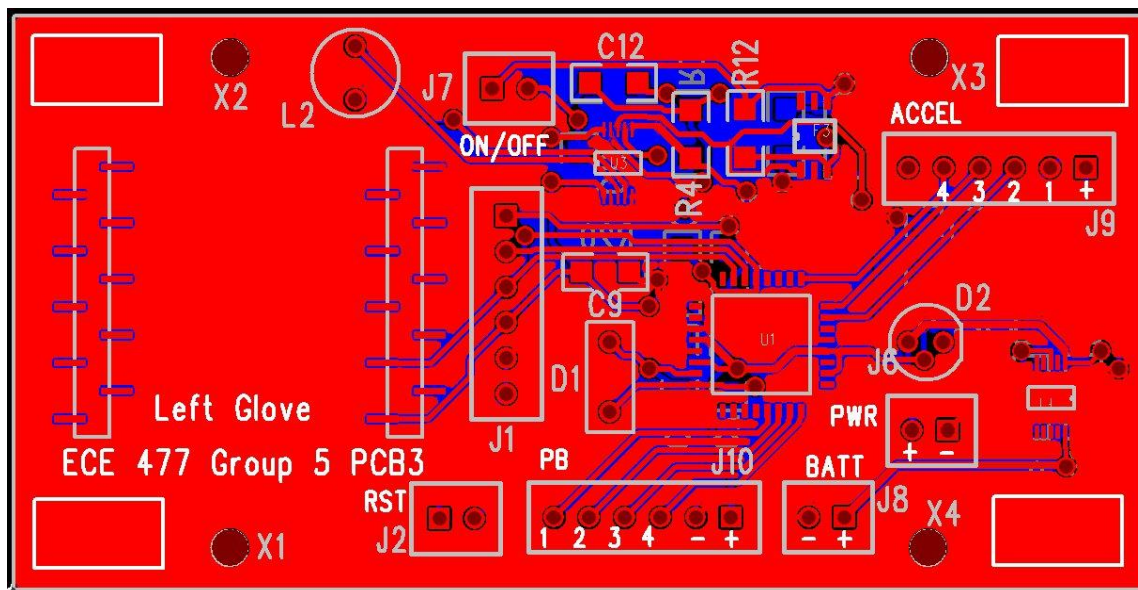 C12
R12
X2
L2
J7
ON/OFF
X3
ACCEL
U3
R4
4 3 2 1 +
J9
C9
D1
U1
D2
J6
Left Glove
J1
ECE 477 Group 5 PCB3
PB
J10
PWR
+ -
BATT
RST
J2
X1
1 2 3 4 - +
- +
J8
X4